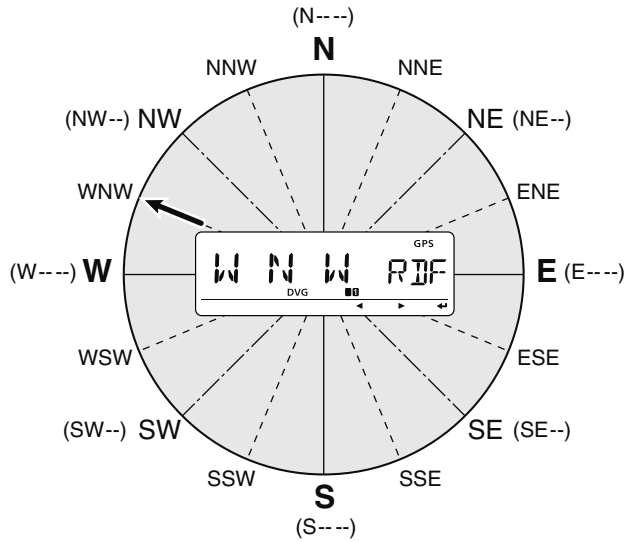 (N----)
N
NNW NNE
(NW--) NW NE (NE--)
WNW ENE
GPS
(W----) W W N W RDF E (E----)
DVG 1
WSW ESE
(SW--) SW SE (SE--)
SSW SSE
S
(S----)